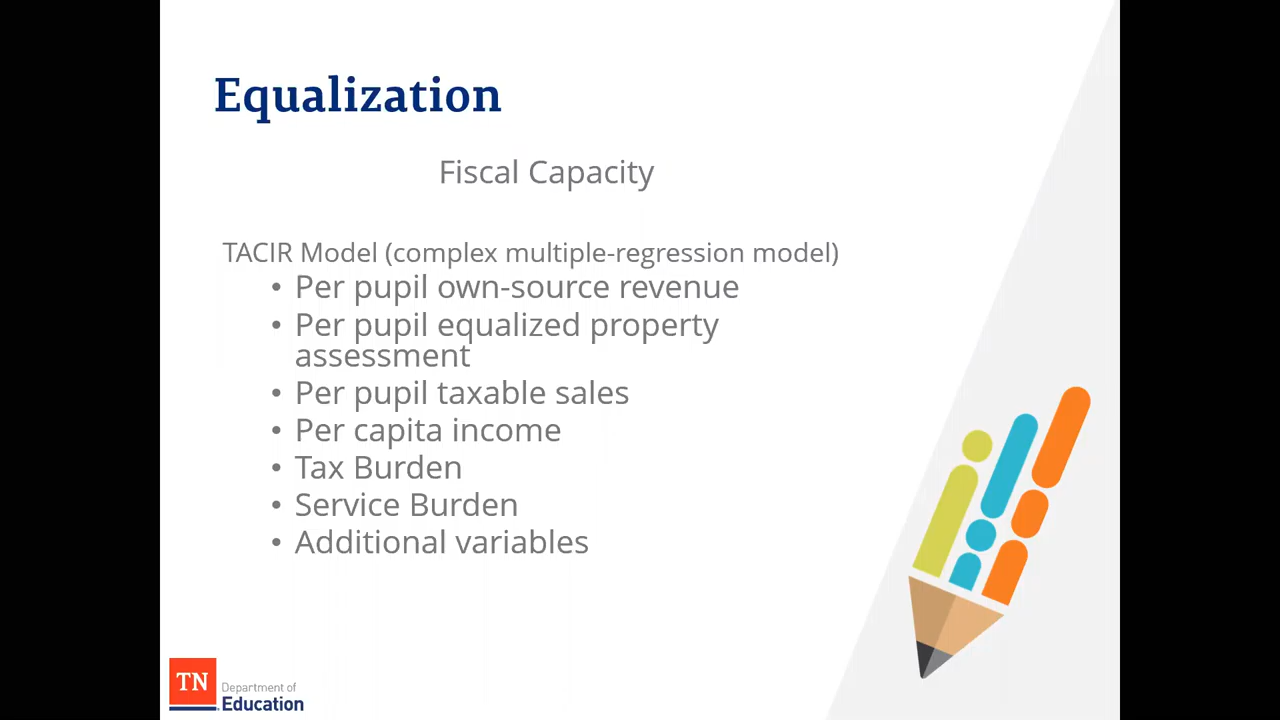 Equalization
Fiscal Capacity
TACIR Model (complex multiple-regression model)
• Per pupil own-source revenue
• Per pupil equalized property
assessment
• Per pupil taxable sales
• Per capita income
• Tax Burden
• Service Burden
• Additional variables
TN
Department of
Education